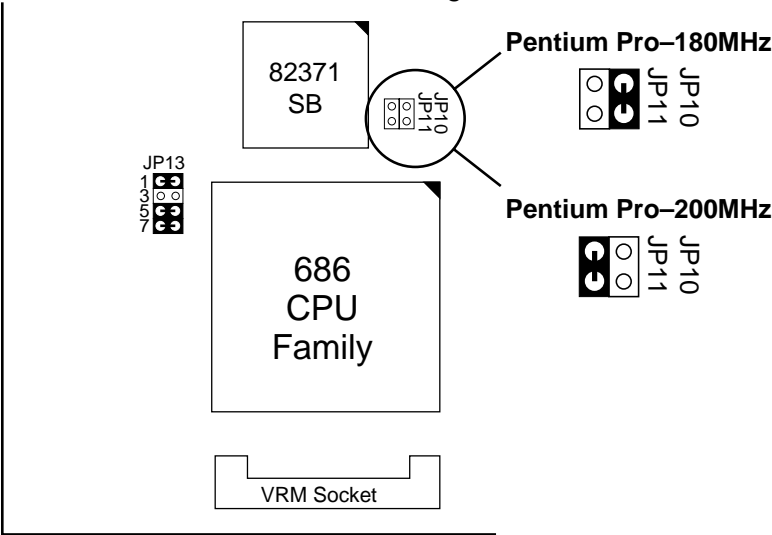 Pentium Pro–180MHz
82371
SB
JP10
JP11
JP10
JP11
JP13
1
3
5
7
Pentium Pro–200MHz
JP10
JP11
686
CPU
Family
VRM Socket